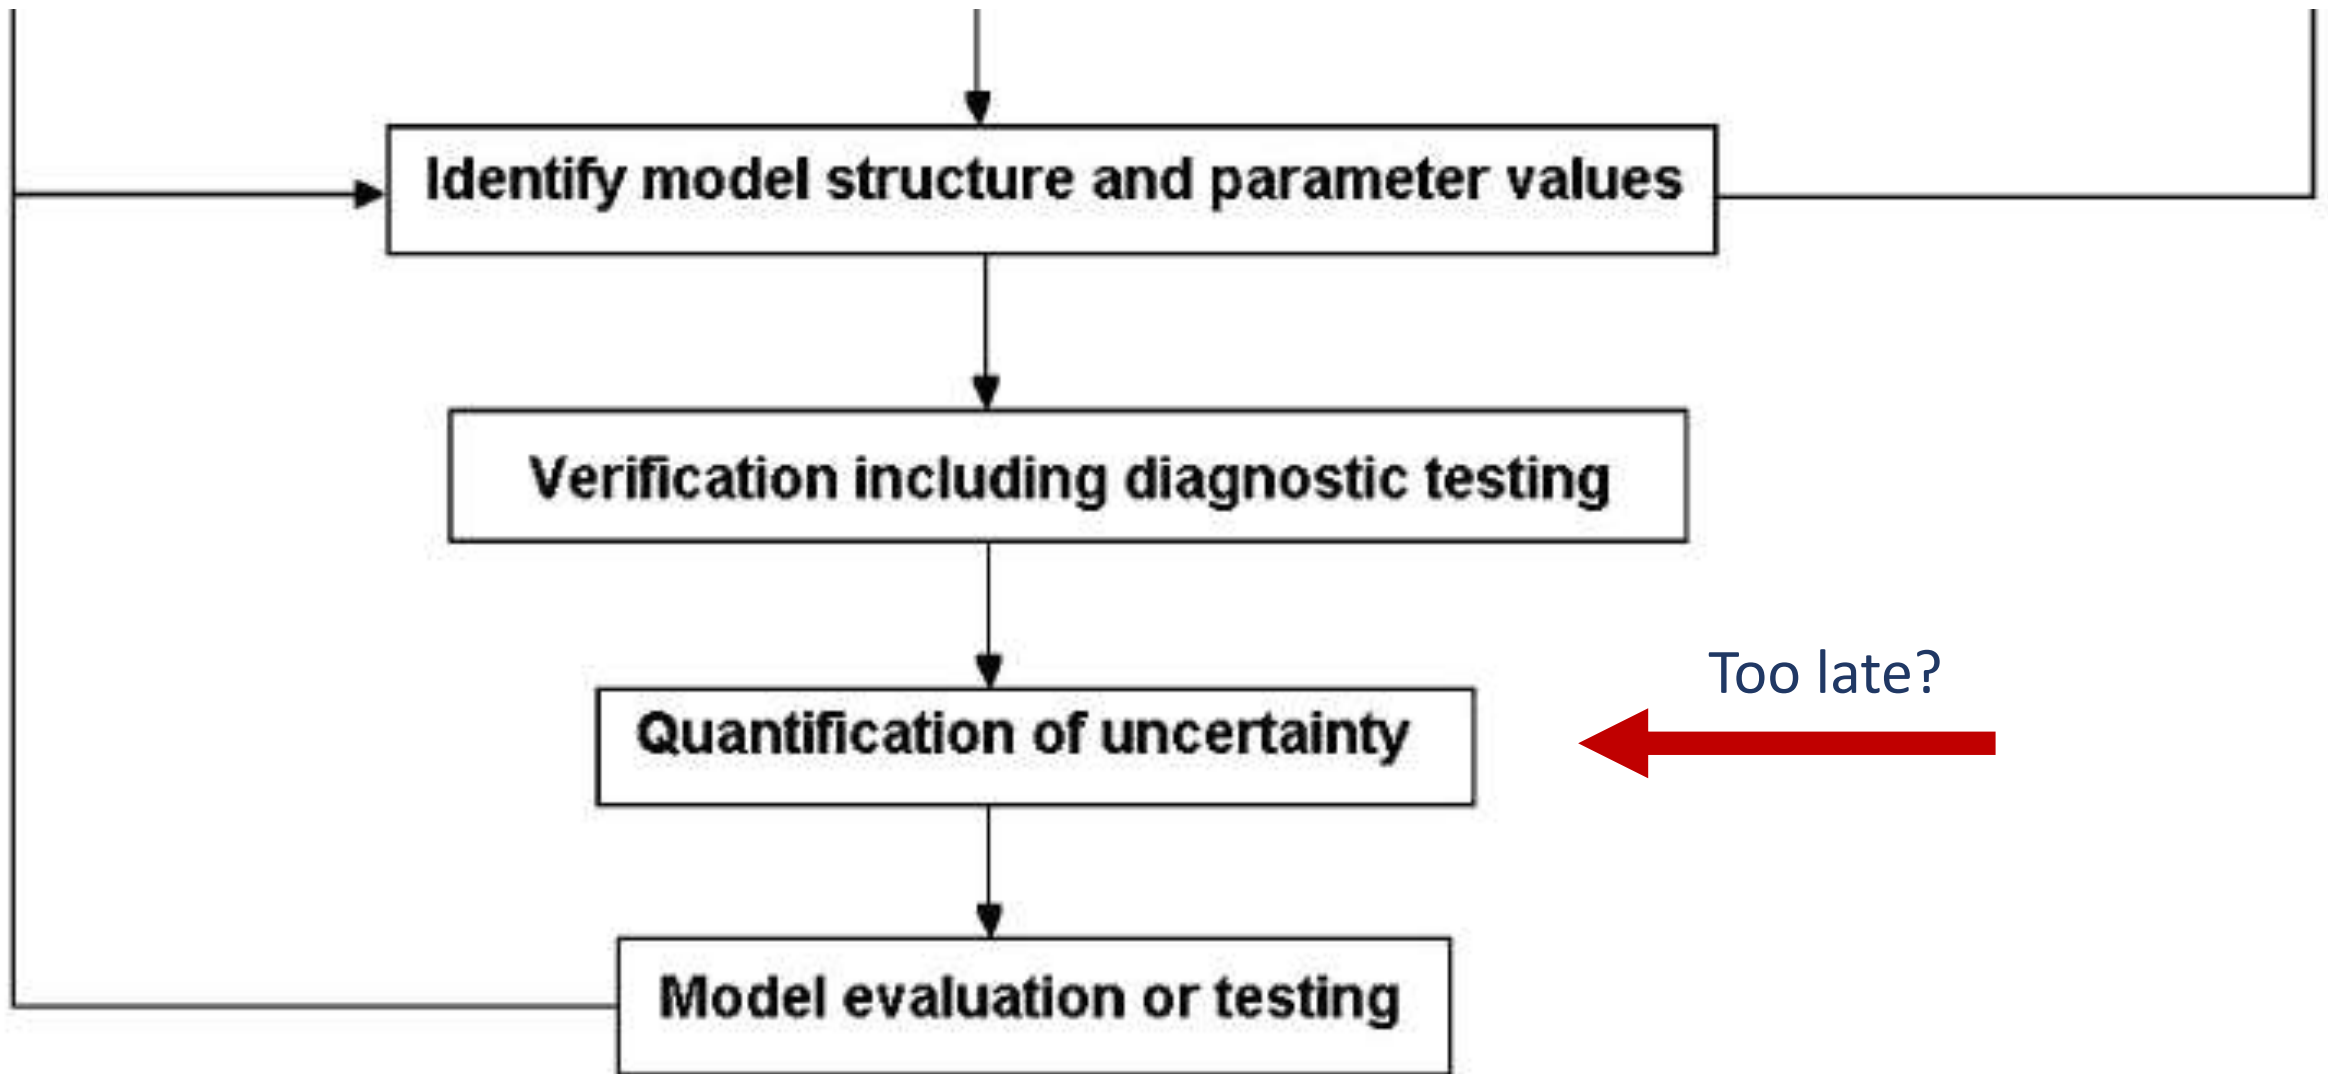 Identify model structure and parameter values
Verification including diagnostic testing
Too late?
Quantification of uncertainty
Model evaluation or testing